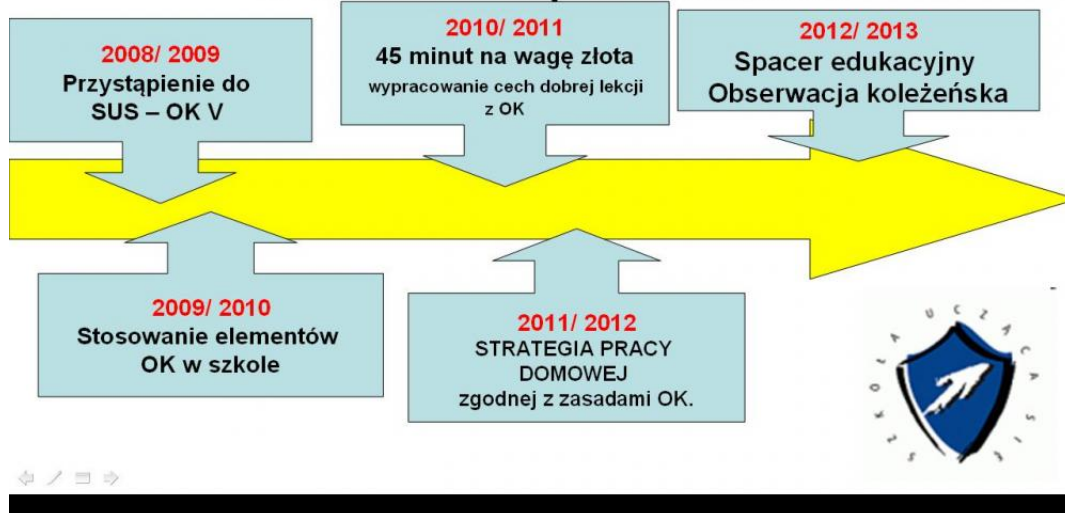 2008/ 2009
Przystąpienie do
SUS – OK V
2010/ 2011
45 minut na wagę złota
wypracowanie cech dobrej lekcji
z OK
2012/ 2013
Spacer edukacyjny
Obserwacja koleżeńska
2009/ 2010
Stosowanie elementów
OK w szkole
2011/ 2012
STRATEGIA PRACY
DOMOWEJ
zgodnej z zasadami OK.
SZKOŁA UCZĄCA SIĘ